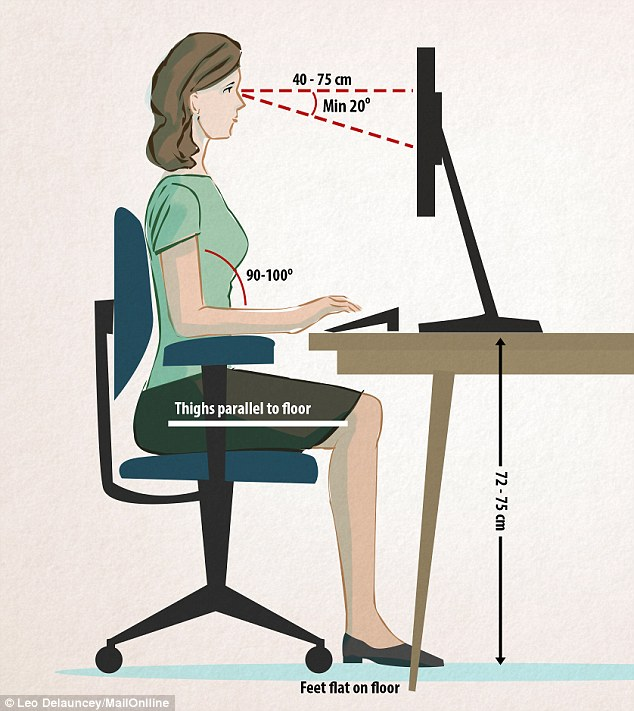 40 - 75 cm
Min 20°
90-100°
Thighs parallel to floor
72 - 75 cm
Feet flat on floor
© Leo Delauncey/MailOnlline